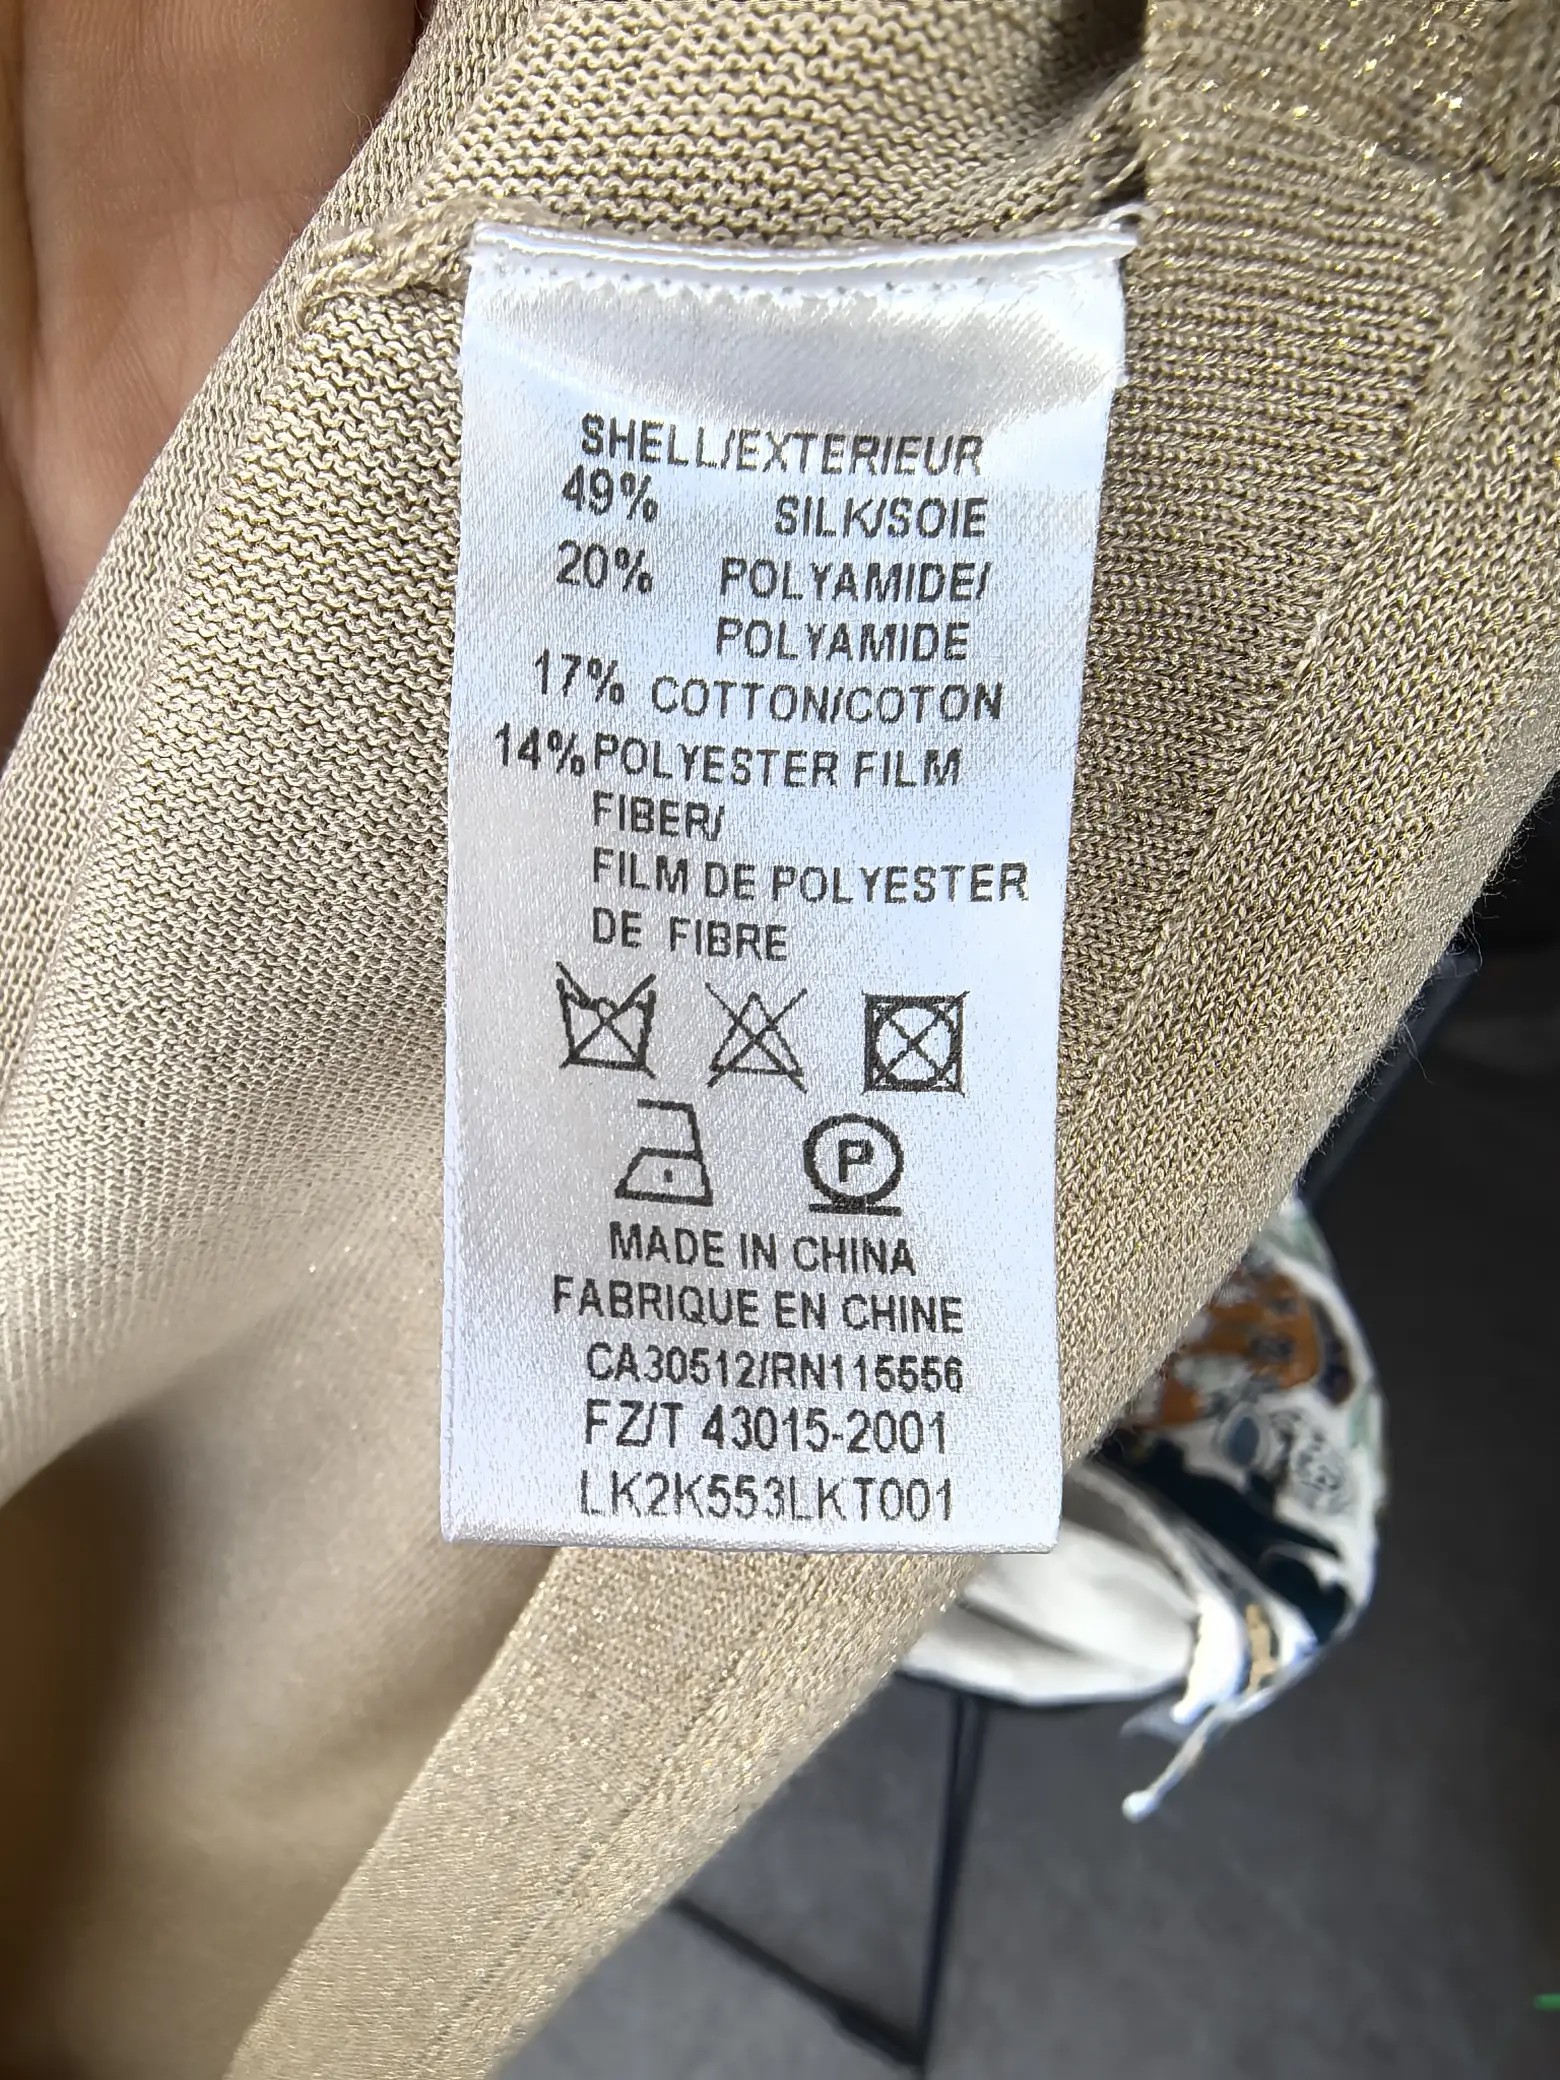 SHELL/EXTERIEUR
49% SILK/SOIE
20% POLYAMIDE/
POLYAMIDE
17% COTTON/COTON
14% POLYESTER FILM
FIBER/
FILM DE POLYESTER
DE FIBRE
P
MADE IN CHINA
FABRIQUE EN CHINE
CA30512/RN115556
FZ/T 43015-2001
LK2K553LKT001